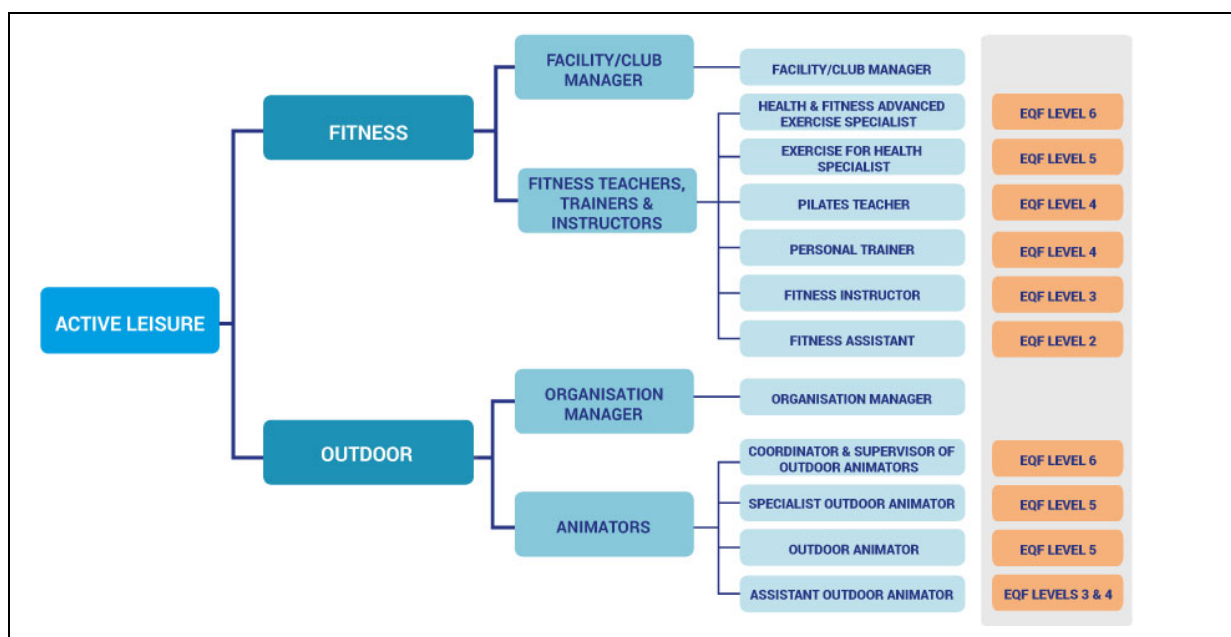 FACILITY/CLUB
MANAGER
FACILITY/CLUB MANAGER
FITNESS
HEALTH & FITNESS ADVANCED
EXERCISE SPECIALIST
EQF LEVEL 6
EXERCISE FOR HEALTH
SPECIALIST
EQF LEVEL 5
FITNESS TEACHERS,
TRAINERS &
INSTRUCTORS
PILATES TEACHER
EQF LEVEL 4
PERSONAL TRAINER
EQF LEVEL 4
FITNESS INSTRUCTOR
EQF LEVEL 3
ACTIVE LEISURE
FITNESS ASSISTANT
EQF LEVEL 2
ORGANISATION
MANAGER
ORGANISATION MANAGER
OUTDOOR
COORDINATOR & SUPERVISOR OF
OUTDOOR ANIMATORS
EQF LEVEL 6
SPECIALIST OUTDOOR ANIMATOR
EQF LEVEL 5
ANIMATORS
OUTDOOR ANIMATOR
EQF LEVEL 5
ASSISTANT OUTDOOR ANIMATOR
EQF LEVELS 3 & 4